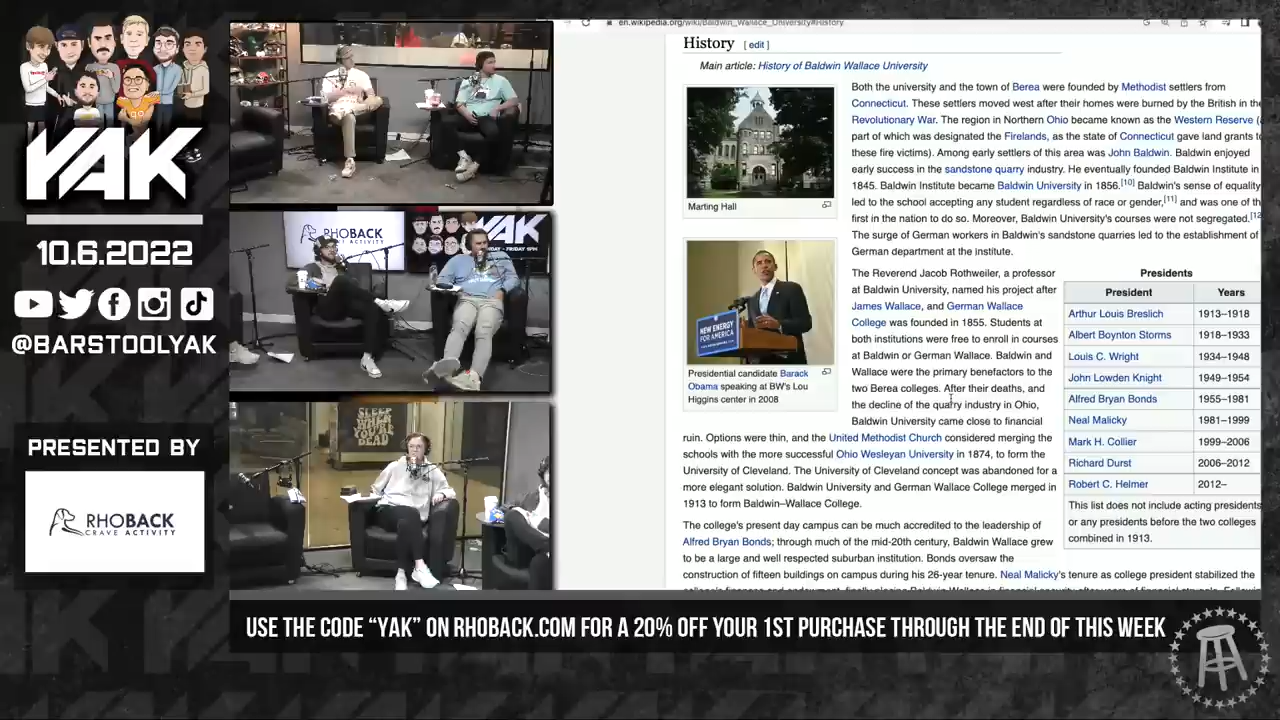 YAK
10.6.2022
@BARSTOOLYAK
PRESENTED BY
RHOBACK
CRAVE ACTIVITY
RHOBACK
ACTIVITY
YAK
SLEEP
WHEN
YOU'RE
DEAD
en.wikipedia.org/wiki/Baldwin_Wallace_University#History
History [ edit ]
Main article: History of Baldwin Wallace University
Marting Hall
NEW ENERGY
FOR AMERICA
Presidential candidate Barack
Obama speaking at BW's Lou
Higgins center in 2008
Both the university and the town of Berea were founded by Methodist settlers from
Connecticut. These settlers moved west after their homes were burned by the British in the
Revolutionary War. The region in Northern Ohio became known as the Western Reserve (a
part of which was designated the Firelands, as the state of Connecticut gave land grants to
these fire victims). Among early settlers of this area was John Baldwin. Baldwin enjoyed
early success in the sandstone quarry industry. He eventually founded Baldwin Institute in
1845. Baldwin Institute became Baldwin University in 1856.[10] Baldwin's sense of equality
led to the school accepting any student regardless of race or gender,[11] and was one of th
first in the nation to do so. Moreover, Baldwin University's courses were not segregated.[12
The surge of German workers in Baldwin's sandstone quarries led to the establishment of
German department at the institute.
The Reverend Jacob Rothweiler, a professor
at Baldwin University, named his project after
James Wallace, and German Wallace
College was founded in 1855. Students at
both institutions were free to enroll in courses
at Baldwin or German Wallace. Baldwin and
Wallace were the primary benefactors to the
two Berea colleges. After their deaths, and
the decline of the quarry industry in Ohio,
Baldwin University came close to financial
ruin. Options were thin, and the United Methodist Church considered merging the
schools with the more successful Ohio Wesleyan University in 1874, to form the
University of Cleveland. The University of Cleveland concept was abandoned for a
more elegant solution. Baldwin University and German Wallace College merged in
1913 to form Baldwin–Wallace College.
The college's present day campus can be much accredited to the leadership of
Alfred Bryan Bonds; through much of the mid-20th century, Baldwin Wallace grew
to be a large and well respected suburban institution. Bonds oversaw the
construction of fifteen buildings on campus during his 26-year tenure. Neal Malicky's tenure as college president stabilized the
Presidents
President Years
Arthur Louis Breslich 1913–1918
Albert Boynton Storms 1918–1933
Louis C. Wright 1934–1948
John Lowden Knight 1949–1954
Alfred Bryan Bonds 1955–1981
Neal Malicky 1981–1999
Mark H. Collier 1999–2006
Richard Durst 2006–2012
Robert C. Helmer 2012–
This list does not include acting presidents
or any presidents before the two colleges
combined in 1913.
USE THE CODE “YAK” ON RHOBACK.COM FOR A 20% OFF YOUR 1ST PURCHASE THROUGH THE END OF THIS WEEK